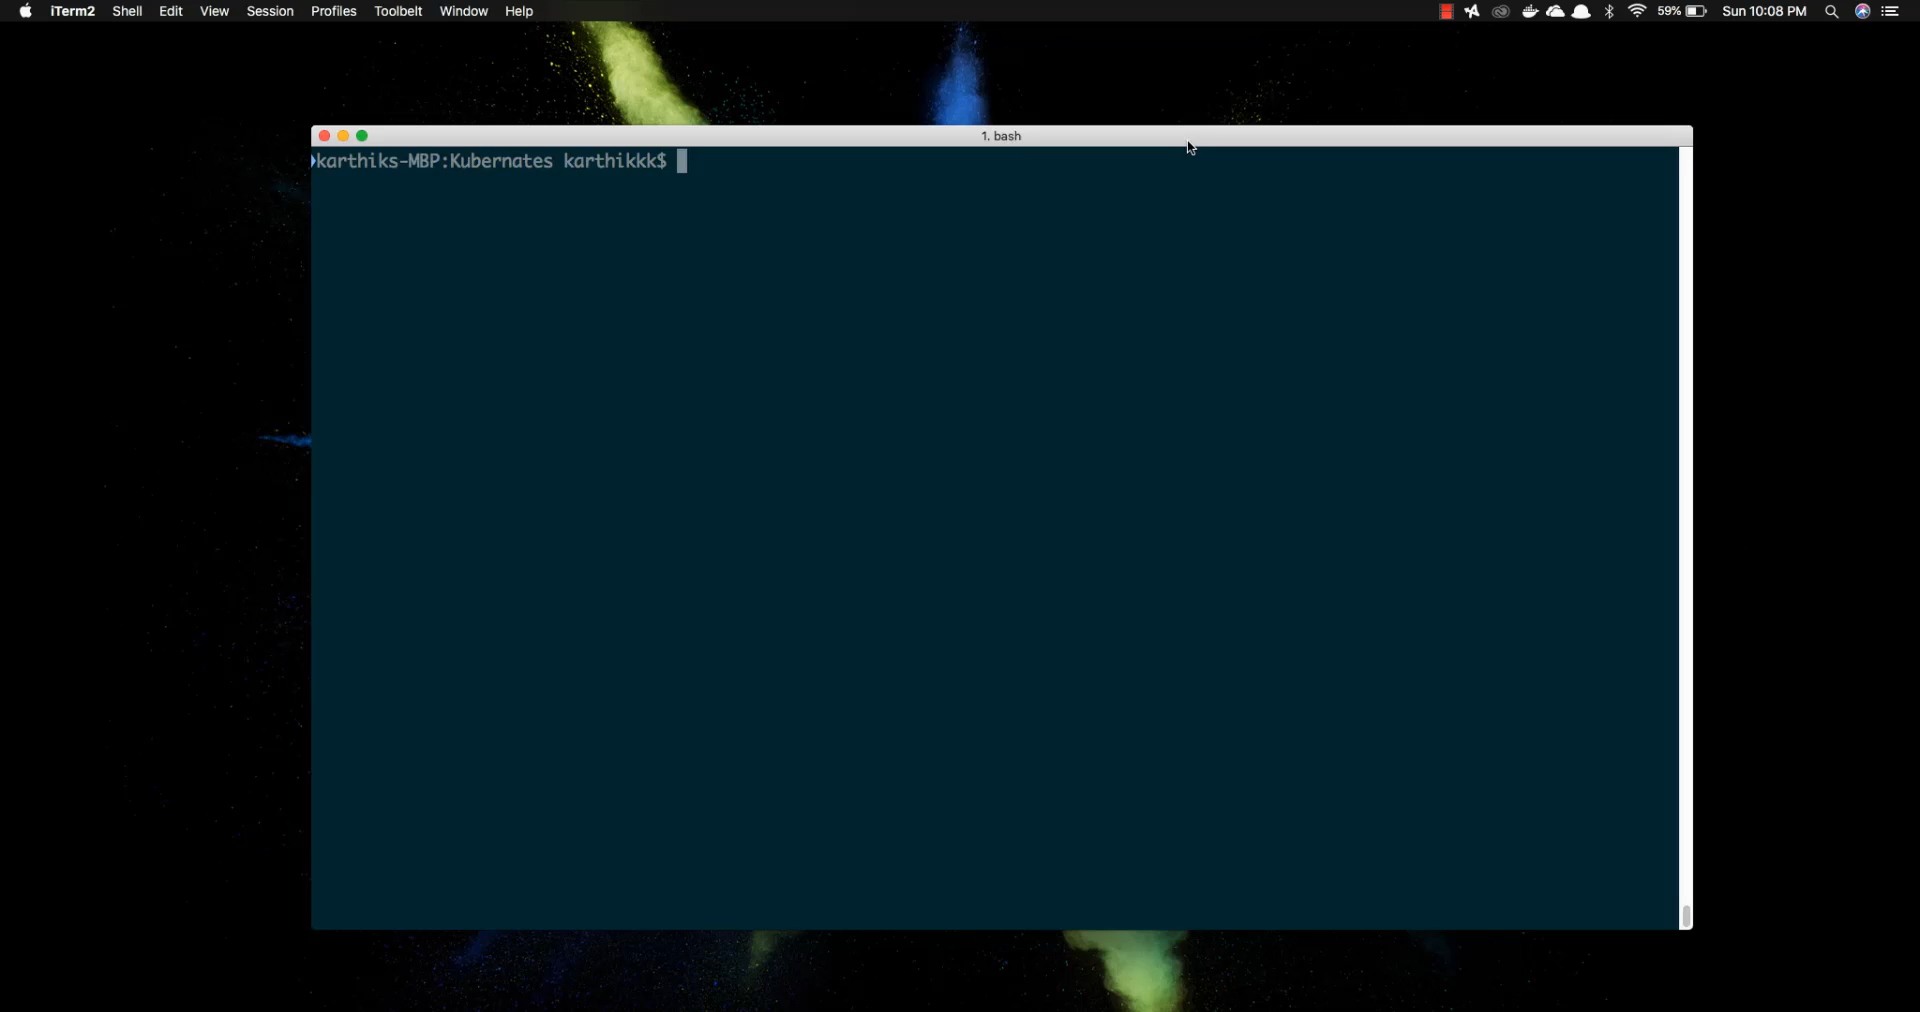 iTerm2 Shell Edit View Session Profiles Toolbelt Window Help 59% Sun 10:08 PM
1. bash
karthiks-MBP:Kubernates karthikkk$